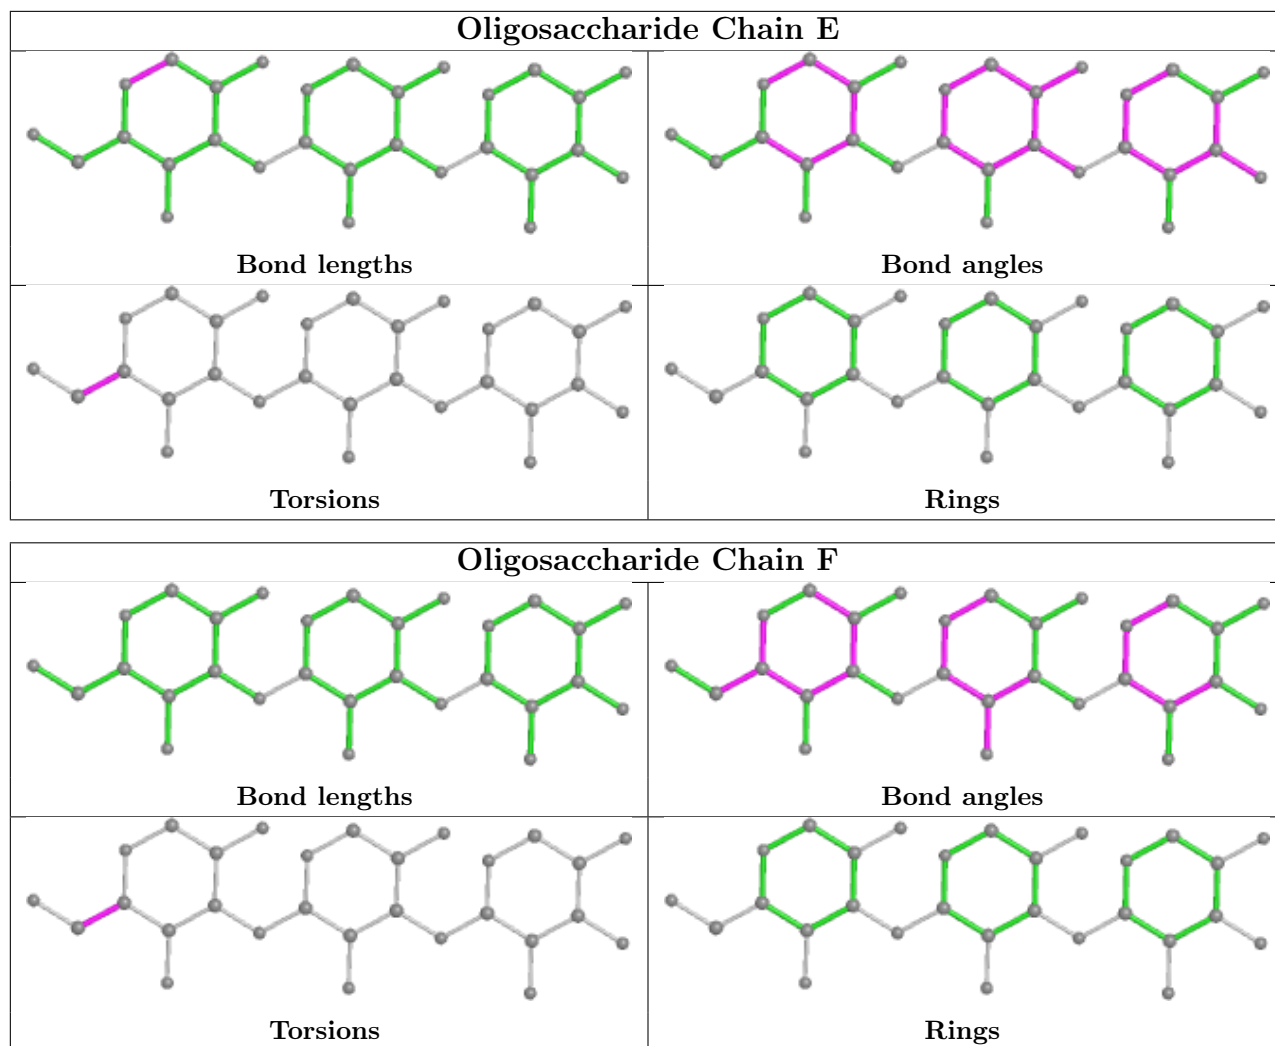 Oligosaccharide Chain E
Bond lengths
Bond angles
Torsions
Rings
Oligosaccharide Chain F
Bond lengths
Bond angles
Torsions
Rings